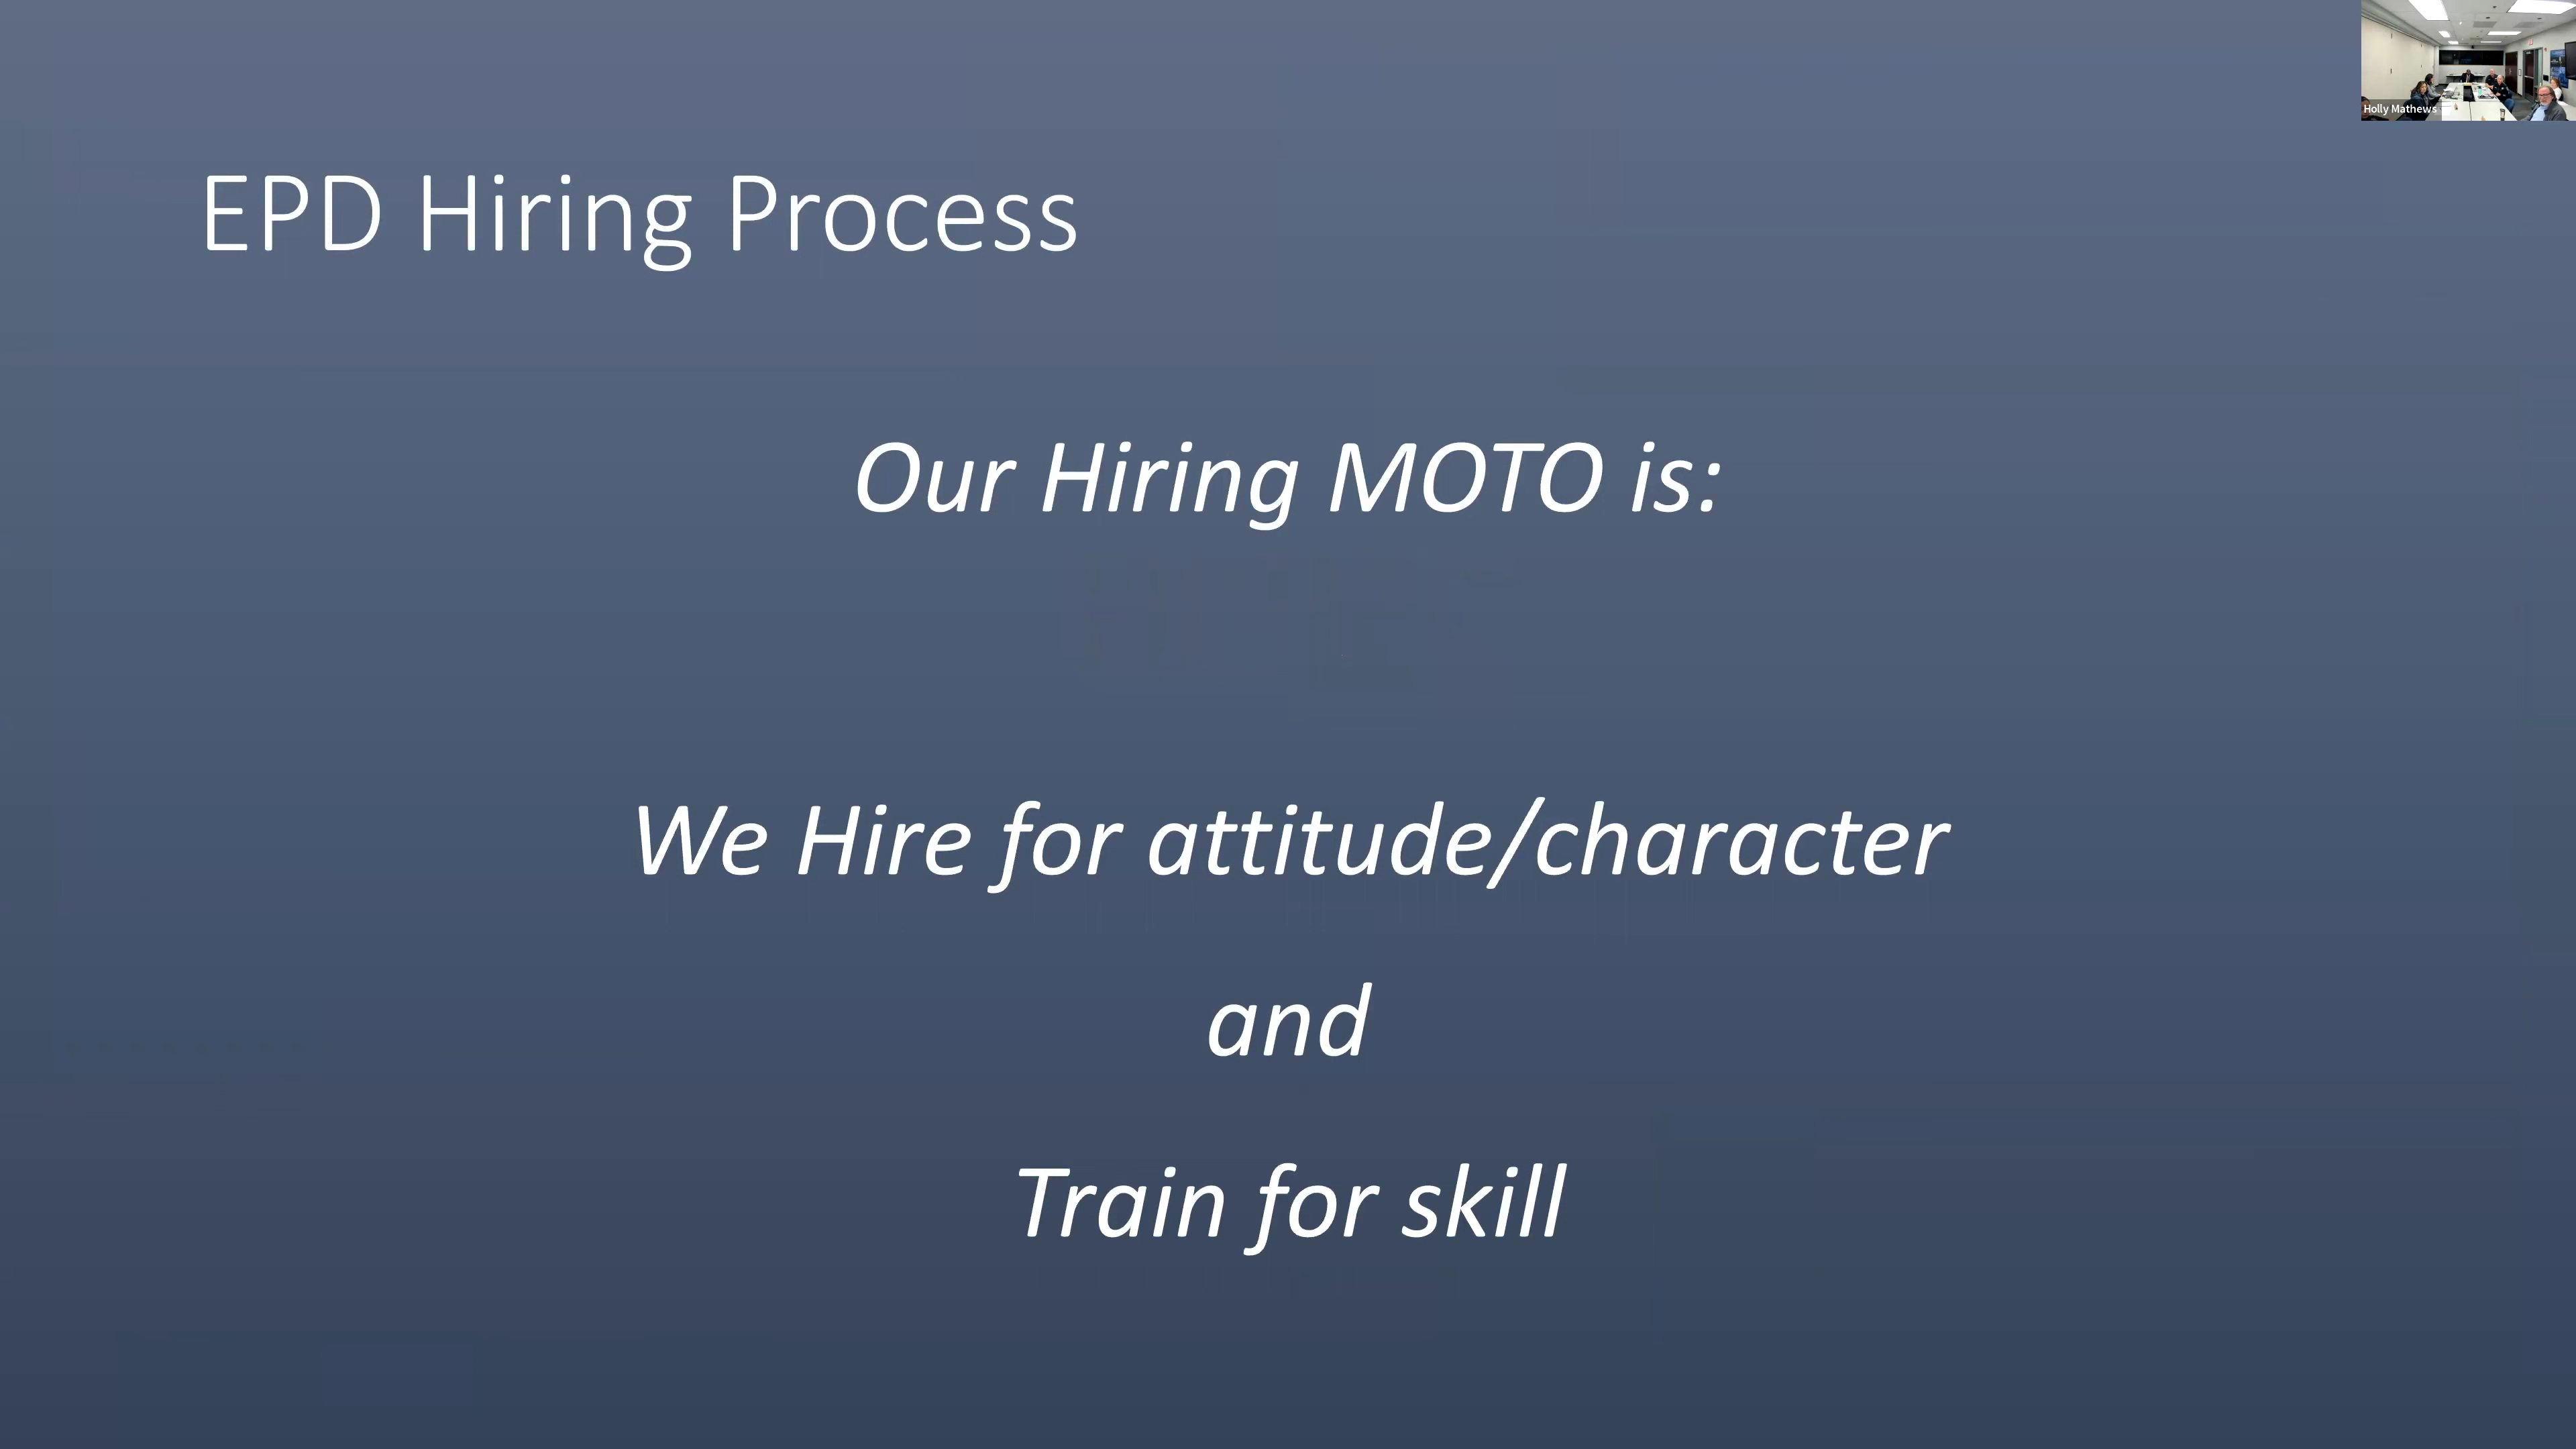 Holly Mathews
EPD Hiring Process
Our Hiring MOTO is:
We Hire for attitude/character
and
Train for skill